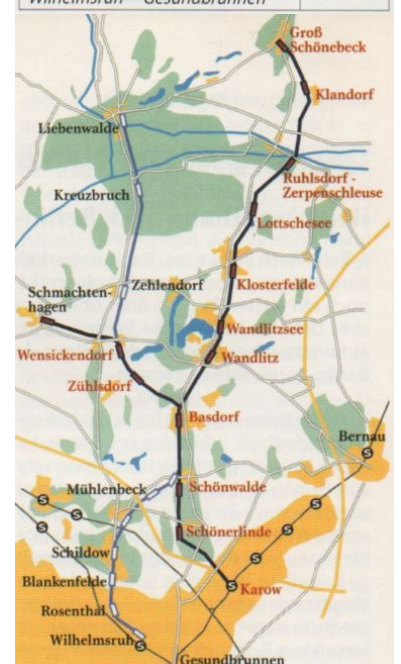 Wilhelmsruh – Gesundbrunnen
Groß
Schönebeck
Klandorf
Liebenwalde
Ruhlsdorf -
Zerpenschleuse
Kreuzbruch
Lottschesee
Zehlendorf
Klosterfelde
Schmachten-
hagen
Wandlitzsee
Wensickendorf
Wandlitz
Zühlsdorf
Basdorf
Bernau
S
Mühlenbeck
Schönwalde
S
S
S
S
Schönerlinde
S
Schildow
S
Blankenfelde
S
Karow
Rosenthal
Wilhelmsruh
S
Gesundbrunnen